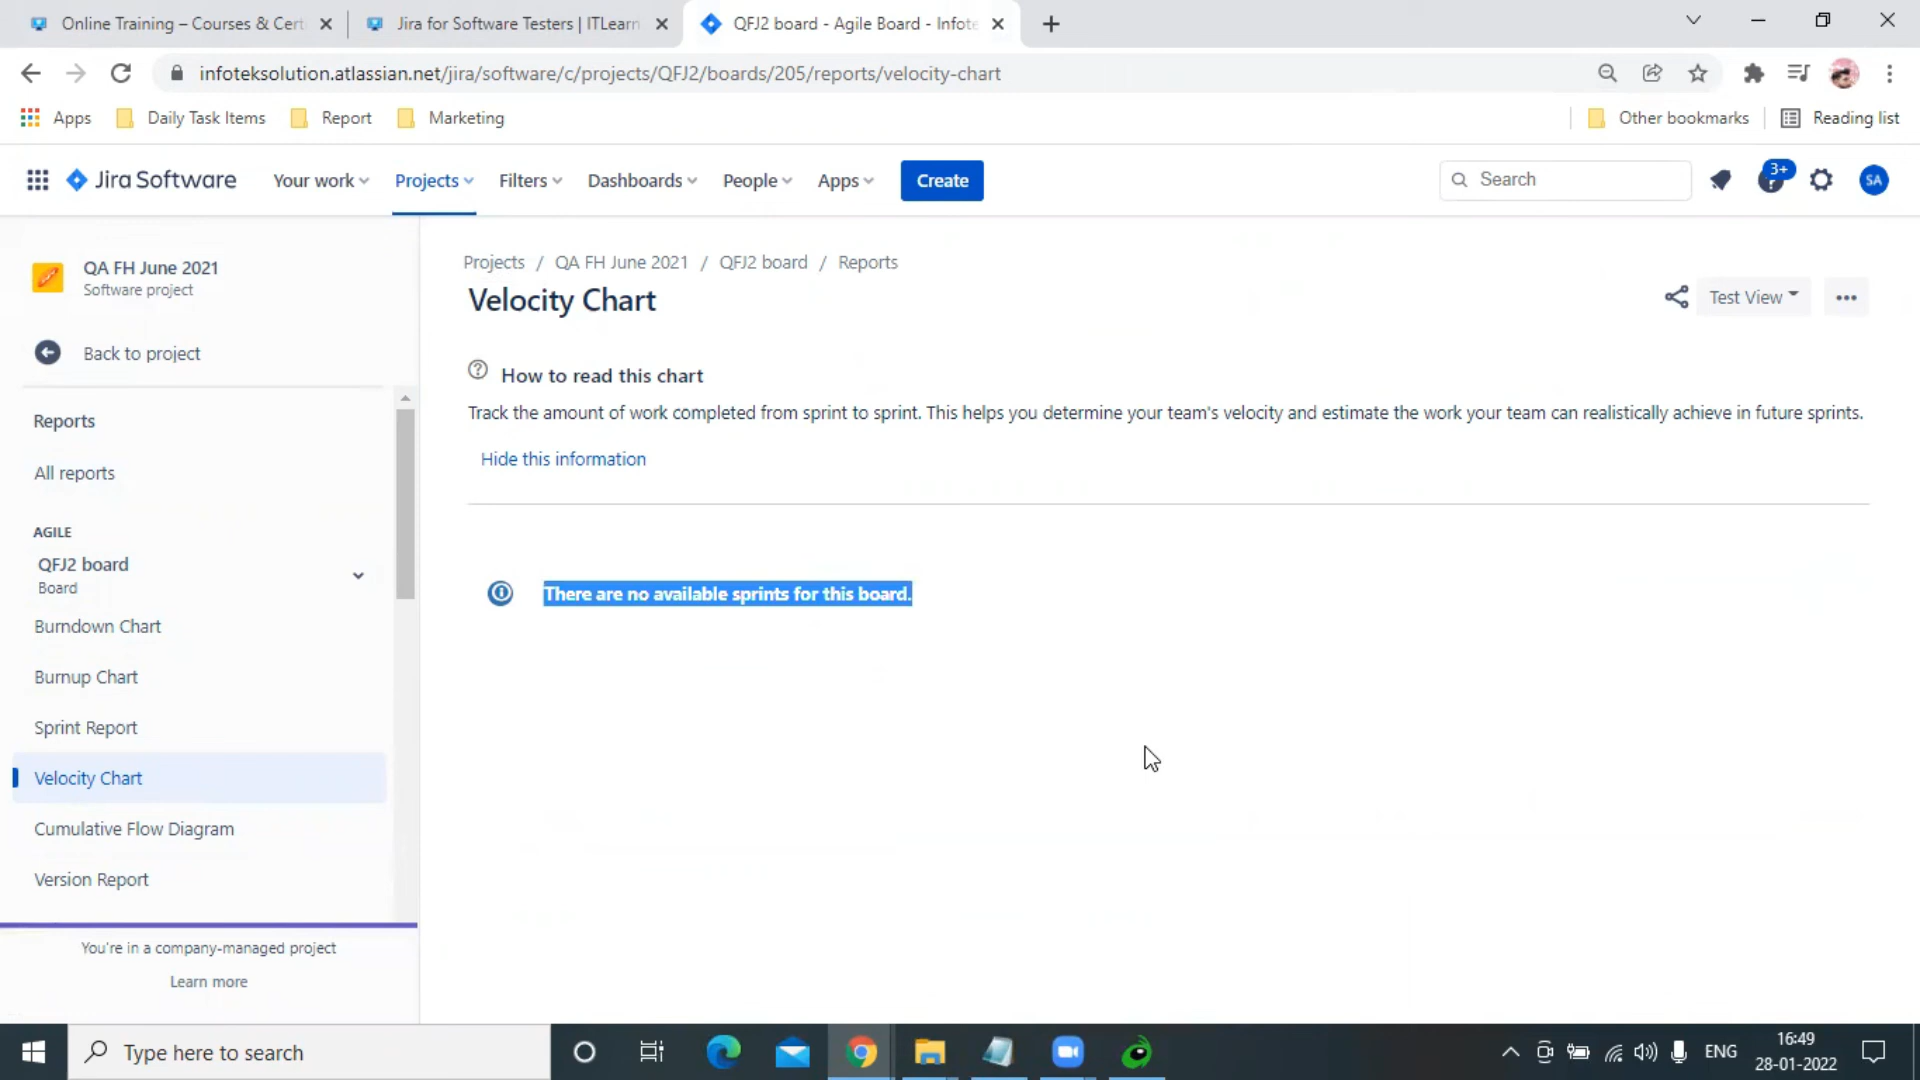 Online Training – Courses & Cert
Jira for Software Testers | ITLearn
QFJ2 board - Agile Board - Infote
infoteksolution.atlassian.net/jira/software/c/projects/QFJ2/boards/205/reports/velocity-chart
Apps
Daily Task Items
Report
Marketing
Other bookmarks
Reading list
Jira Software
Your work
Projects
Filters
Dashboards
People
Apps
Create
Search
3+
SA
QA FH June 2021
Software project
Back to project
Reports
All reports
AGILE
QFJ2 board
Board
Burndown Chart
Burnup Chart
Sprint Report
Velocity Chart
Cumulative Flow Diagram
Version Report
You're in a company-managed project
Learn more
Projects / QA FH June 2021 / QFJ2 board / Reports
Velocity Chart
Test View
How to read this chart
Track the amount of work completed from sprint to sprint. This helps you determine your team's velocity and estimate the work your team can realistically achieve in future sprints.
Hide this information
There are no available sprints for this board.
Type here to search
ENG
16:49
28-01-2022